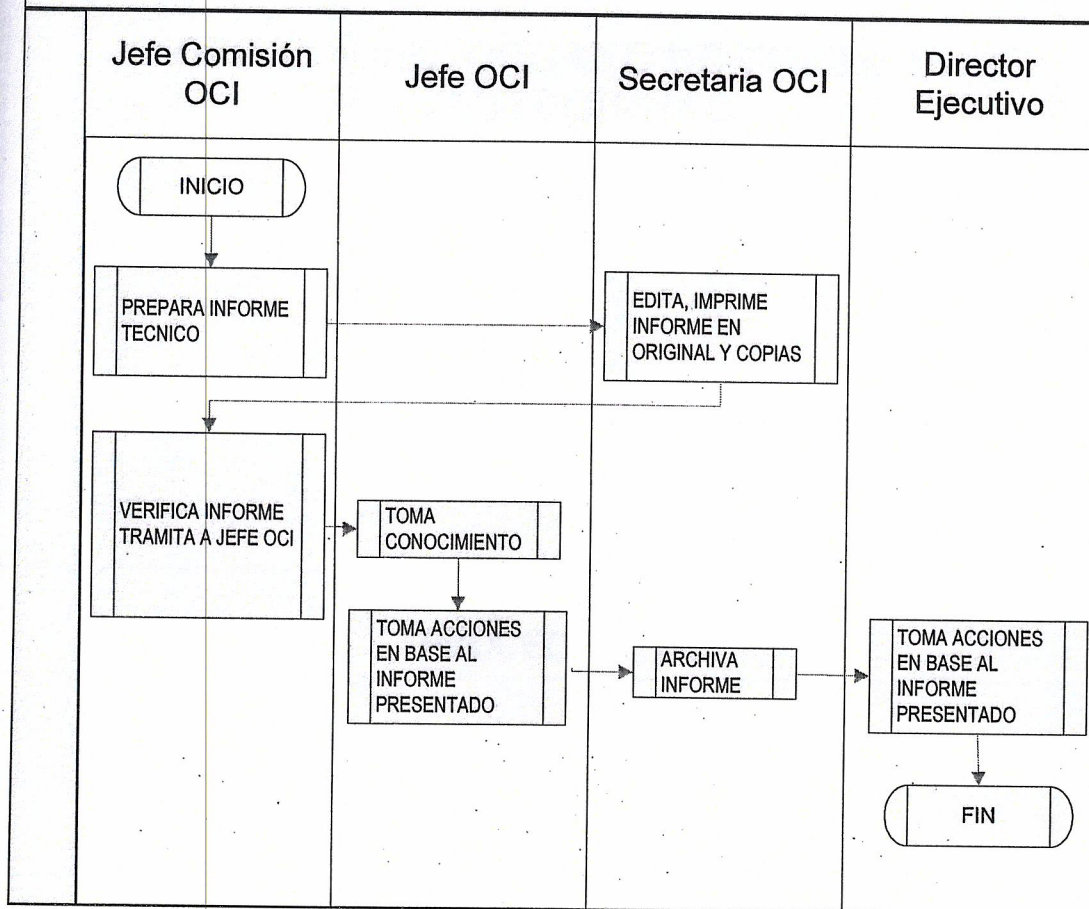 Jefe Comisión
OCI
Jefe OCI
Secretaria OCI
Director
Ejecutivo
INICIO
PREPARA INFORME
TECNICO
EDITA, IMPRIME
INFORME EN
ORIGINAL Y COPIAS
VERIFICA INFORME
TRAMITA A JEFE OCI
TOMA
CONOCIMIENTO
TOMA ACCIONES
EN BASE AL
INFORME
PRESENTADO
ARCHIVA
INFORME
TOMA ACCIONES
EN BASE AL
INFORME
PRESENTADO
FIN